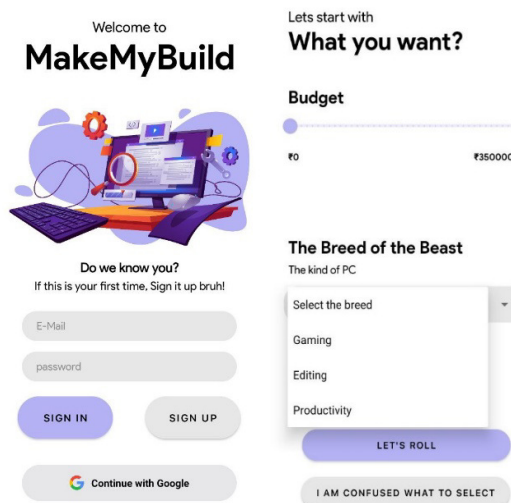 Welcome to
MakeMyBuild
Do we know you?
If this is your first time, Sign it up bruh!
E-Mail
password
SIGN IN
SIGN UP
Continue with Google
Lets start with
What you want?
Budget
₹0
₹350000
The Breed of the Beast
The kind of PC
Select the breed
Gaming
Editing
Productivity
LET'S ROLL
I AM CONFUSED WHAT TO SELECT